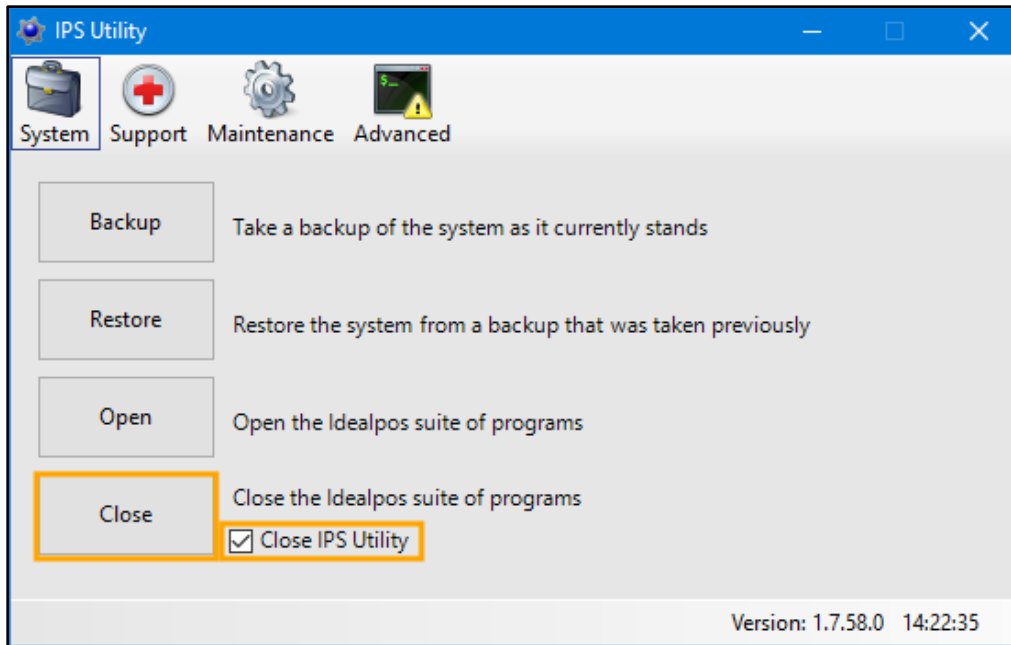 IPS Utility
System Support Maintenance Advanced
Backup
Take a backup of the system as it currently stands
Restore
Restore the system from a backup that was taken previously
Open
Open the Idealpos suite of programs
Close
Close the Idealpos suite of programs
Close IPS Utility
Version: 1.7.58.0 14:22:35